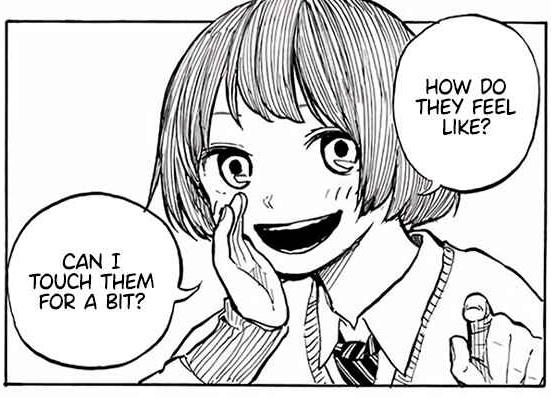 HOW DO
THEY FEEL
LIKE?
CAN I
TOUCH THEM
FOR A BIT?